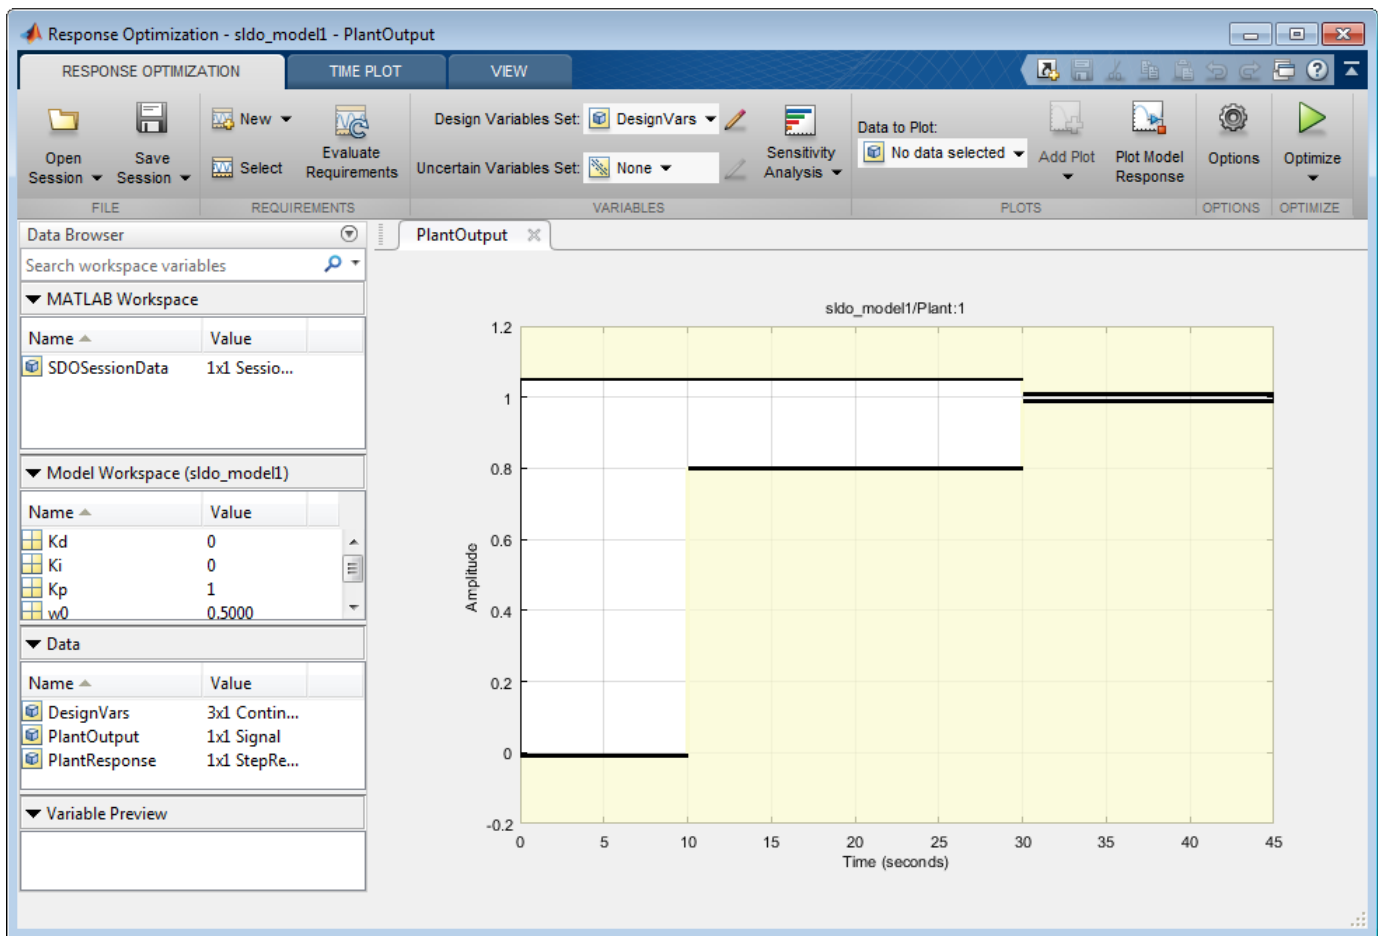 Response Optimization - sldo_model1 - PlantOutput
RESPONSE OPTIMIZATION TIME PLOT VIEW
Open Session Save Session
FILE
New
Select
Evaluate Requirements
REQUIREMENTS
Design Variables Set: DesignVars
Uncertain Variables Set: None
Sensitivity Analysis
VARIABLES
Data to Plot:
No data selected
Add Plot
Plot Model Response
PLOTS
Options
OPTIONS
Optimize
OPTIMIZE
Data Browser
Search workspace variables
MATLAB Workspace
Name Value
SDOSessionData 1x1 Sessio...
Model Workspace (sldo_model1)
Name Value
Kd 0
Ki 0
Kp 1
w0 0.5000
Data
Name Value
DesignVars 3x1 Contin...
PlantOutput 1x1 Signal
PlantResponse 1x1 StepRe...
Variable Preview
PlantOutput
sldo_model1/Plant:1
1.2
1
0.8
0.6
0.4
0.2
0
-0.2
Amplitude
0 5 10 15 20 25 30 35 40 45
Time (seconds)